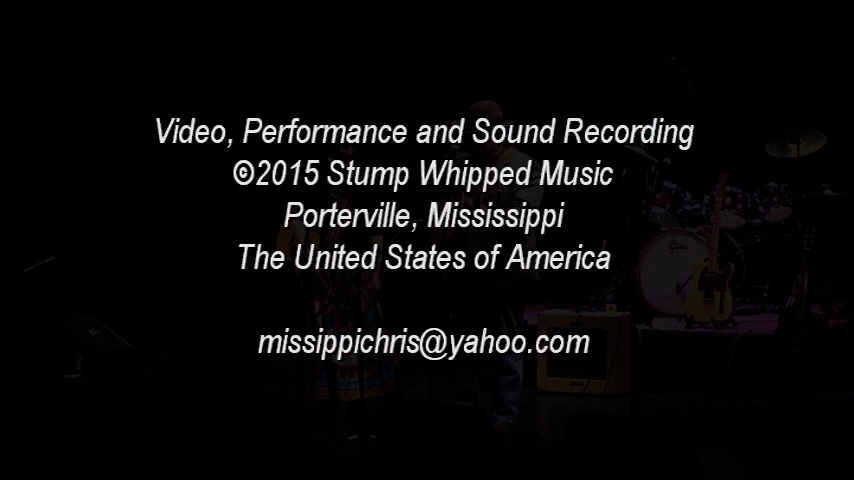 Video, Performance and Sound Recording
©2015 Stump Whipped Music
Porterville, Mississippi
The United States of America
missippichris@yahoo.com